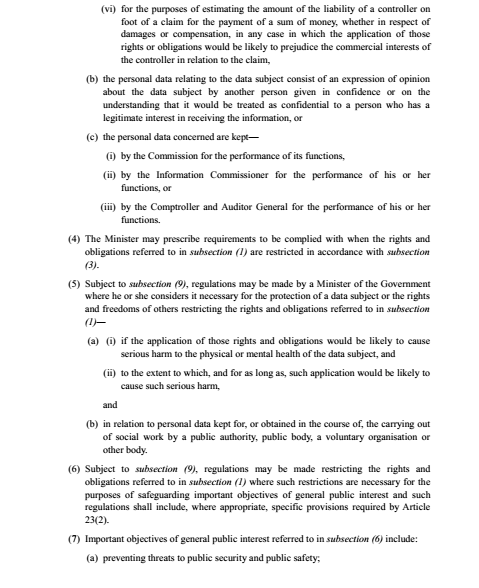 (vi) for the purposes of estimating the amount of the liability of a controller on
foot of a claim for the payment of a sum of money, whether in respect of
damages or compensation, in any case in which the application of those
rights or obligations would be likely to prejudice the commercial interests of
the controller in relation to the claim,
(b) the personal data relating to the data subject consist of an expression of opinion
about the data subject by another person given in confidence or on the
understanding that it would be treated as confidential to a person who has a
legitimate interest in receiving the information, or
(c) the personal data concerned are kept—
(i) by the Commission for the performance of its functions,
(ii) by the Information Commissioner for the performance of his or her
functions, or
(iii) by the Comptroller and Auditor General for the performance of his or her
functions.
(4) The Minister may prescribe requirements to be complied with when the rights and
obligations referred to in subsection (1) are restricted in accordance with subsection
(3).
(5) Subject to subsection (9), regulations may be made by a Minister of the Government
where he or she considers it necessary for the protection of a data subject or the rights
and freedoms of others restricting the rights and obligations referred to in subsection
(1)—
(a) (i) if the application of those rights and obligations would be likely to cause
serious harm to the physical or mental health of the data subject, and
(ii) to the extent to which, and for as long as, such application would be likely to
cause such serious harm,
and
(b) in relation to personal data kept for, or obtained in the course of, the carrying out
of social work by a public authority, public body, a voluntary organisation or
other body.
(6) Subject to subsection (9), regulations may be made restricting the rights and
obligations referred to in subsection (1) where such restrictions are necessary for the
purposes of safeguarding important objectives of general public interest and such
regulations shall include, where appropriate, specific provisions required by Article
23(2).
(7) Important objectives of general public interest referred to in subsection (6) include:
(a) preventing threats to public security and public safety;